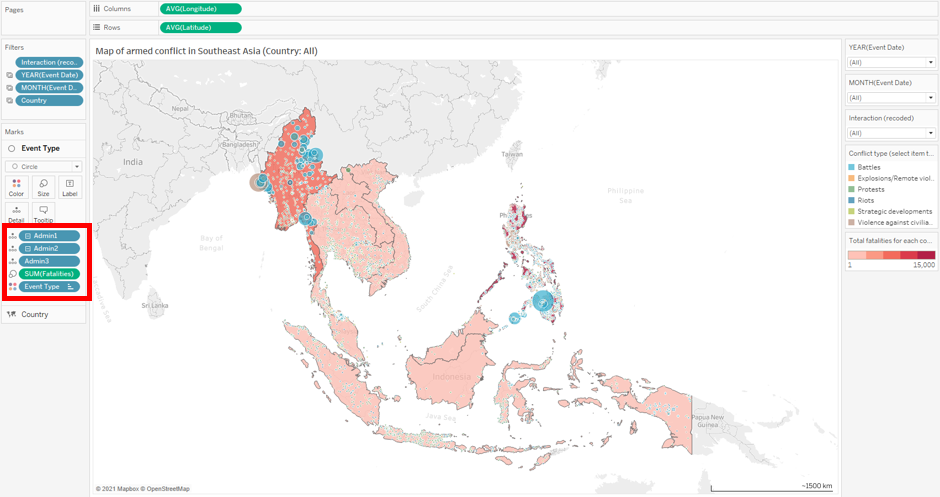 Pages
Columns
AVG(Longitude)
Rows
AVG(Latitude)
Filters
Interaction (reco..
YEAR(Event Date)
MONTH(Event D..
Country
Marks
Event Type
Circle
Color
Size
Label
Detail
Tooltip
Admin1
Admin2
Admin3
SUM(Fatalities)
Event Type
Country
Map of armed conflict in Southeast Asia (Country: All)
Nepal
Bhutan
Bangladesh
India
Taiwan
Philippine
Sea
Bay of
Bengal
Sri Lanka
South China Sea
Indonesia
Java Sea
Papua New
Guinea
© 2021 Mapbox © OpenStreetMap
~1500 km
YEAR(Event Date)
(All)
MONTH(Event Date)
(All)
Interaction (recoded)
(All)
Conflict type (select item t...
Battles
Explosions/Remote viol..
Protests
Riots
Strategic developments
Violence against civilia..
Total fatalities for each co...
1
15,000